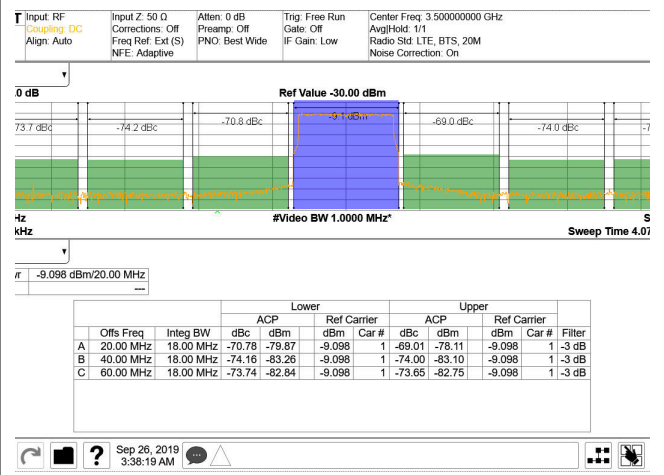 Input: RF
Coupling: DC
Align: Auto
Input Z: 50 Ω
Corrections: Off
Freq Ref: Ext (S)
NFE: Adaptive
Atten: 0 dB
Preamp: Off
PNO: Best Wide
Trig: Free Run
Gate: Off
IF Gain: Low
Center Freq: 3.500000000 GHz
Avg|Hold: 1/1
Radio Std: LTE, BTS, 20M
Noise Correction: On
.0 dB Ref Value -30.00 dBm
73.7 dBc -74.2 dBc -70.8 dBc -9.1 dBm -69.0 dBc -74.0 dBc -7
Hz #Video BW 1.0000 MHz* S
kHz Sweep Time 4.07
-9.098 dBm/20.00 MHz
---
Lower Upper
ACP Ref Carrier ACP Ref Carrier
Offs Freq Integ BW dBc dBm dBm Car # dBc dBm dBm Car # Filter
A 20.00 MHz 18.00 MHz -70.78 -79.87 -9.098 1 -69.01 -78.11 -9.098 1 -3 dB
B 40.00 MHz 18.00 MHz -74.16 -83.26 -9.098 1 -74.00 -83.10 -9.098 1 -3 dB
C 60.00 MHz 18.00 MHz -73.74 -82.84 -9.098 1 -73.65 -82.75 -9.098 1 -3 dB
? Sep 26, 2019
3:38:19 AM